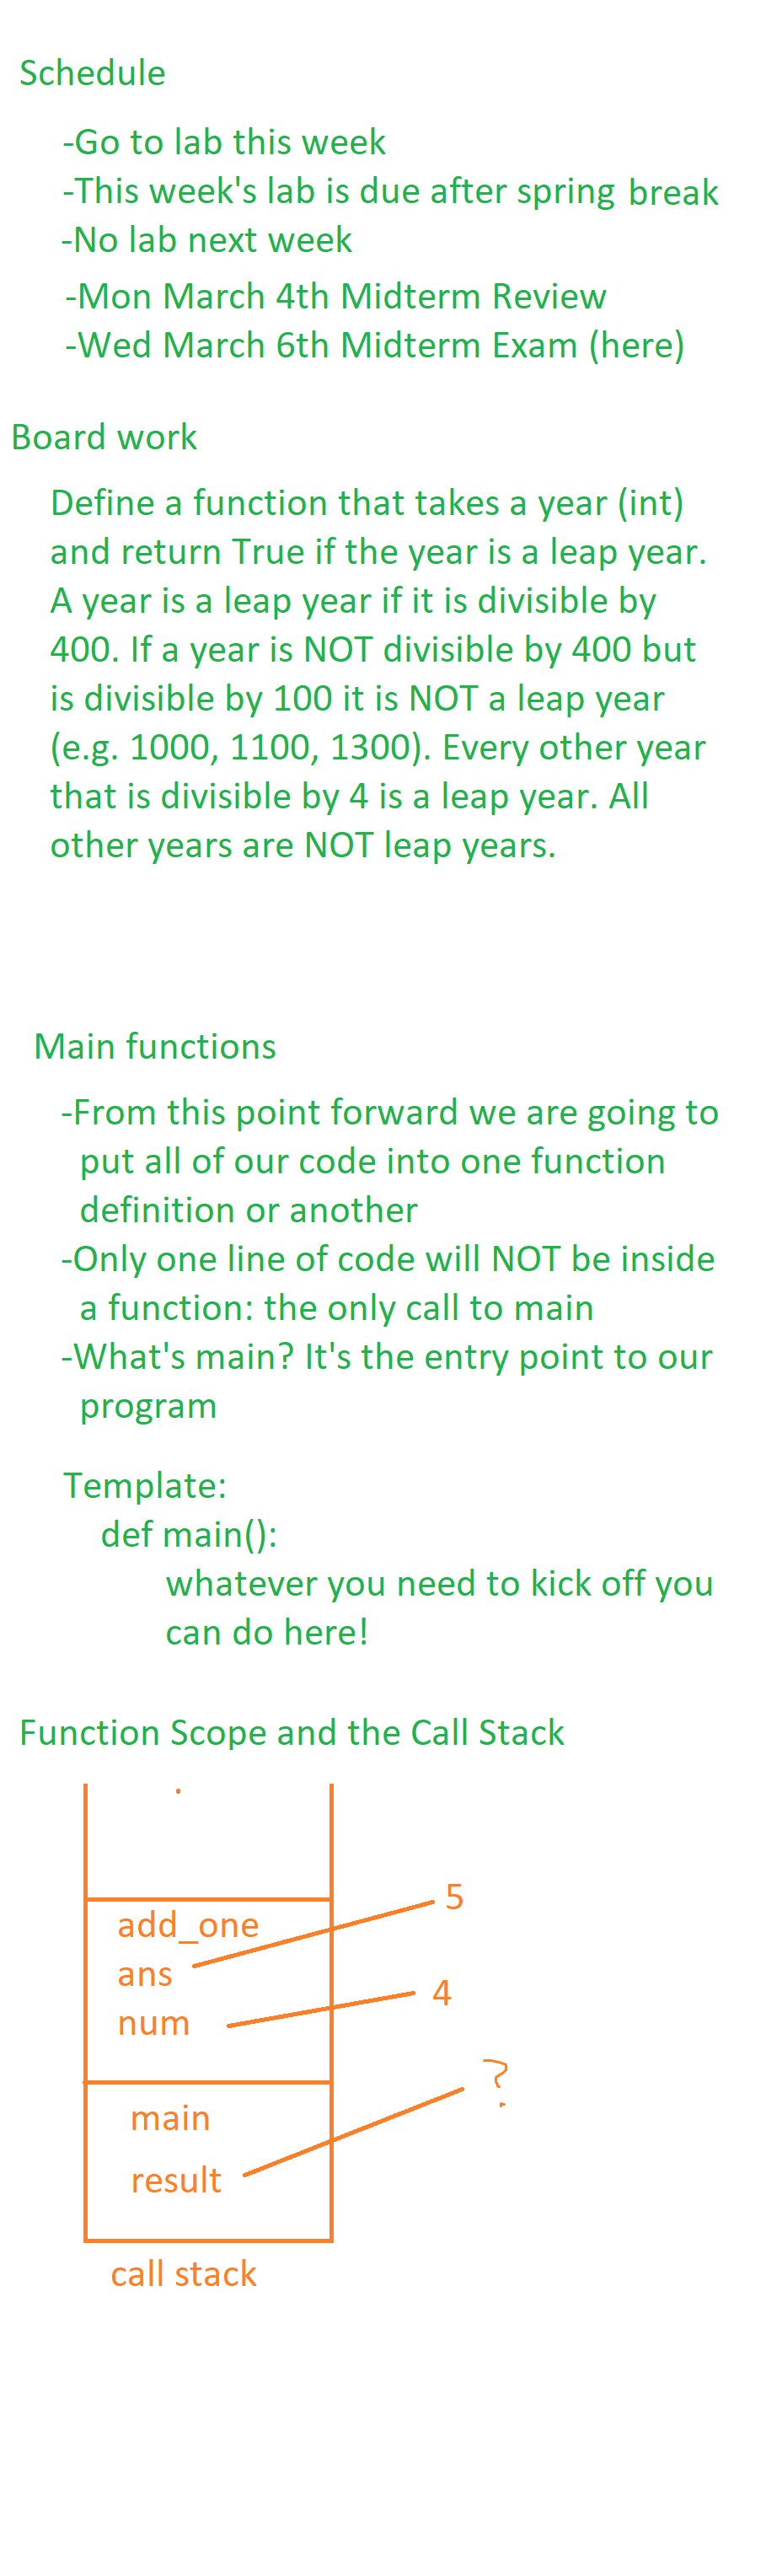 Schedule
-Go to lab this week
-This week's lab is due after spring break
-No lab next week
-Mon March 4th Midterm Review
-Wed March 6th Midterm Exam (here)
Board work
Define a function that takes a year (int)
and return True if the year is a leap year.
A year is a leap year if it is divisible by
400. If a year is NOT divisible by 400 but
is divisible by 100 it is NOT a leap year
(e.g. 1000, 1100, 1300). Every other year
that is divisible by 4 is a leap year. All
other years are NOT leap years.
Main functions
-From this point forward we are going to
put all of our code into one function
definition or another
-Only one line of code will NOT be inside
a function: the only call to main
-What's main? It's the entry point to our
program
Template:
def main():
whatever you need to kick off you
can do here!
Function Scope and the Call Stack
add_one
ans
5
num
4
main
result
?
call stack